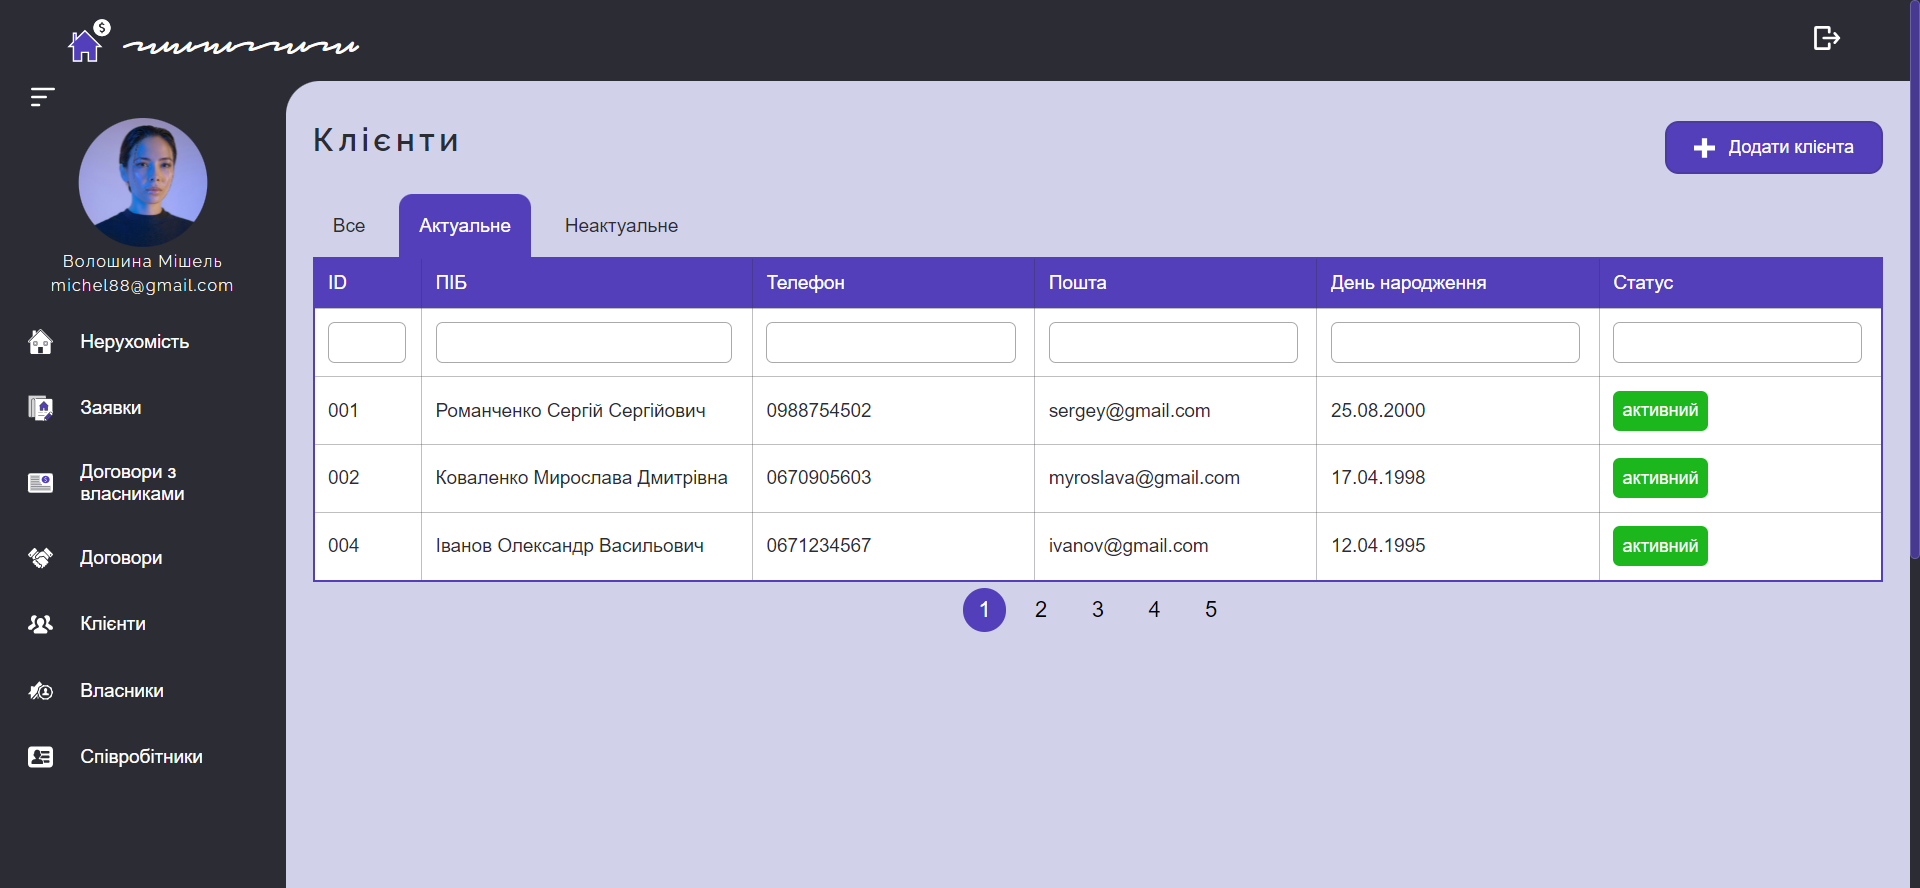 $
Клієнти
Додати клієнта
Волошина Мішель
michel88@gmail.com
Нерухомість
Заявки
Договори з
власниками
Договори
Клієнти
Власники
Співробітники
Все Актуальне Неактуальне
ID ПІБ Телефон Пошта День народження Статус
001 Романченко Сергій Сергійович 0988754502 sergey@gmail.com 25.08.2000 активний
002 Коваленко Мирослава Дмитрівна 0670905603 myroslava@gmail.com 17.04.1998 активний
004 Іванов Олександр Васильович 0671234567 ivanov@gmail.com 12.04.1995 активний
1 2 3 4 5